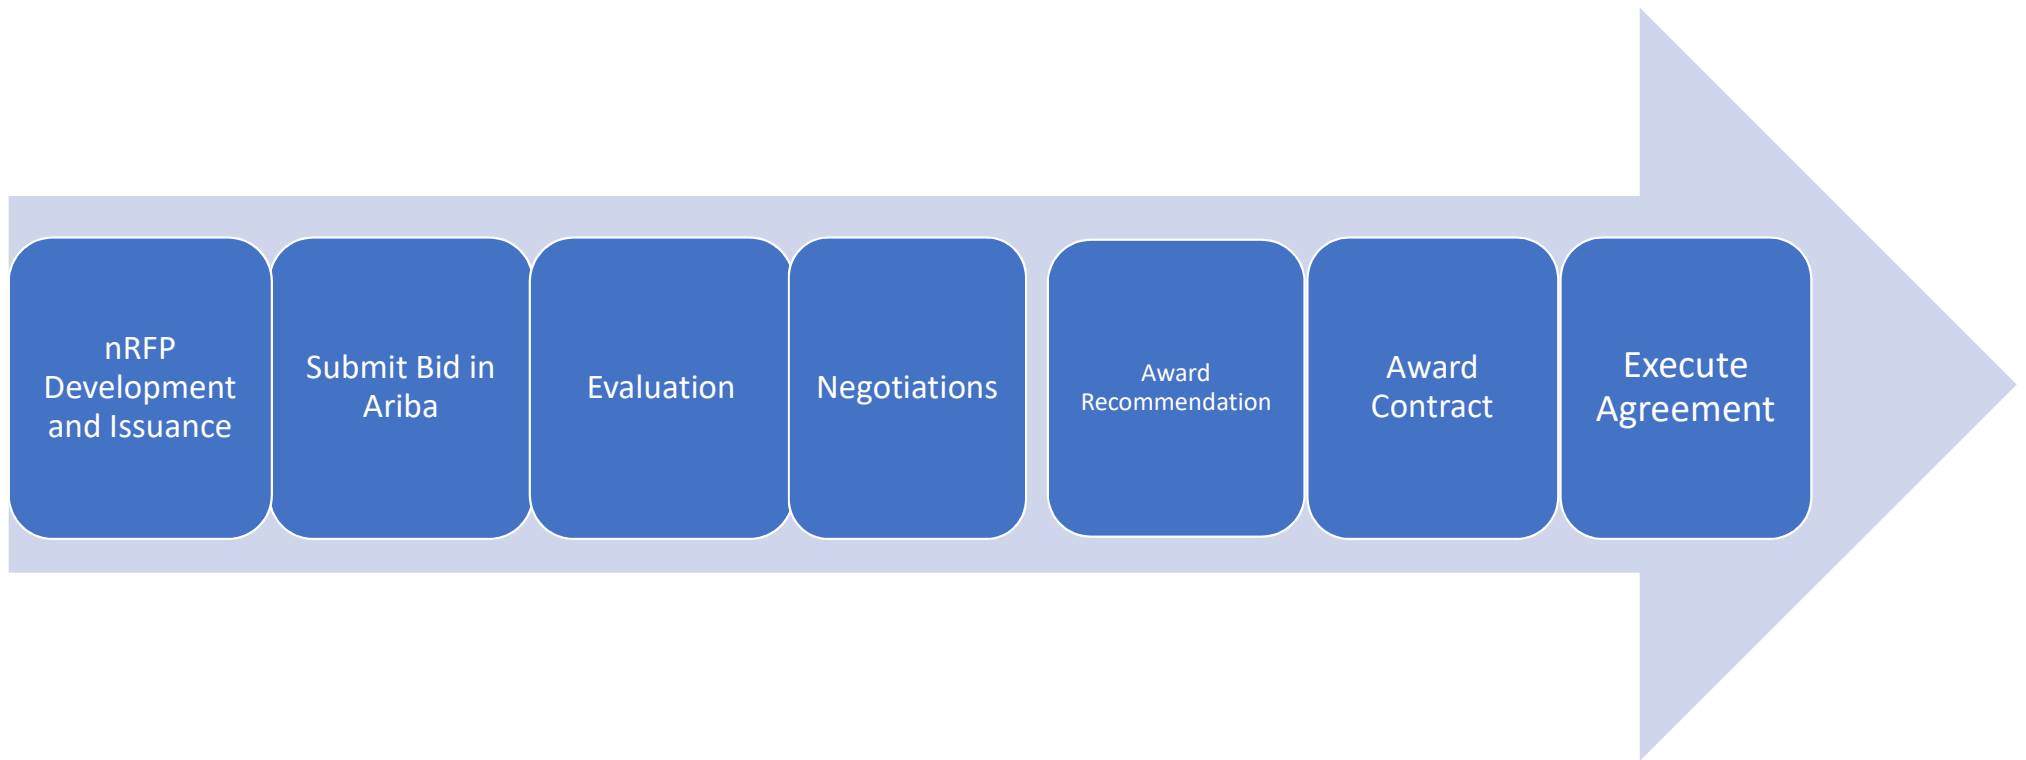 nRFP
Development
and Issuance
Submit Bid in
Ariba
Evaluation
Negotiations
Award
Recommendation
Award
Contract
Execute
Agreement